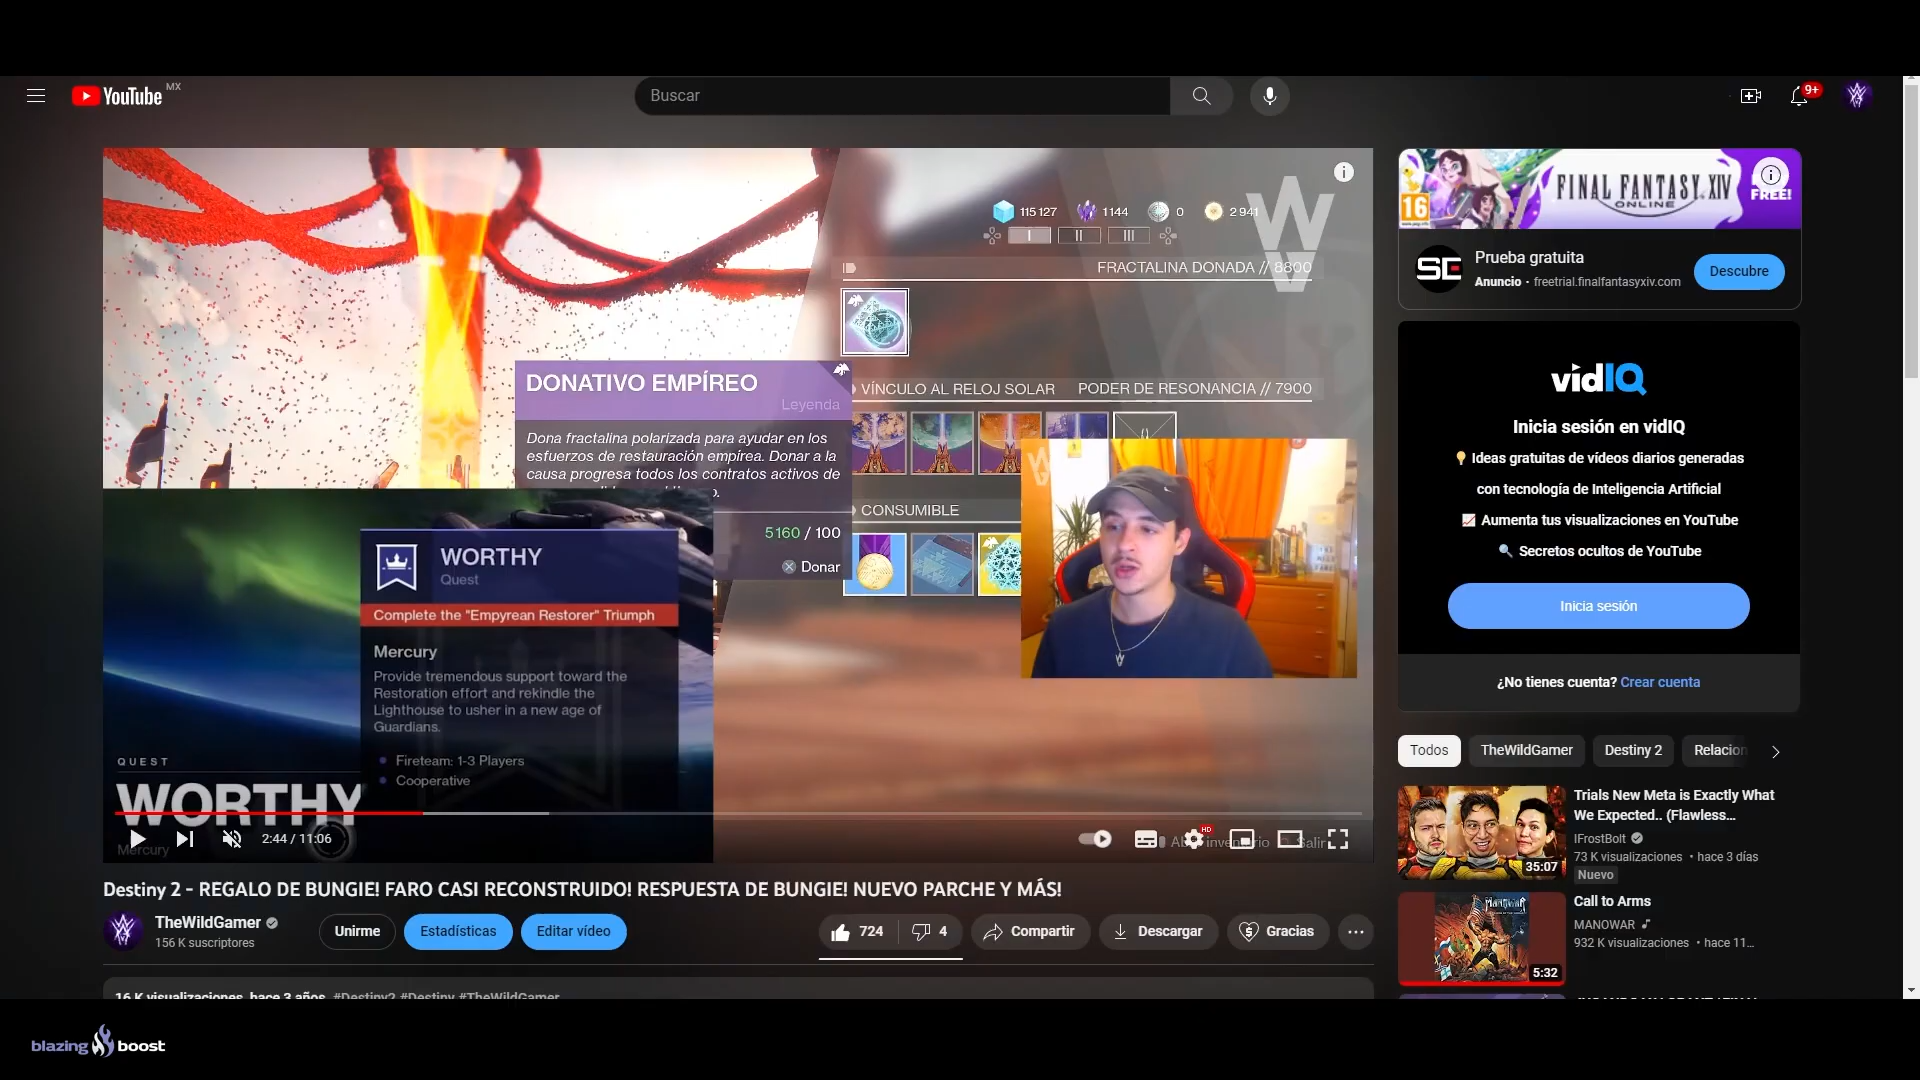 YouTube MX
Buscar
9+
115 127 1 144 0 2 941
I II III
FRACTALINA DONADA // 8800
DONATIVO EMPÍREO
Leyenda
Dona fractalina polarizada para ayudar en los
esfuerzos de restauración empírea. Donar a la
causa progresa todos los contratos activos de
5160 / 100
Donar
VÍNCULO AL RELOJ SOLAR PODER DE RESONANCIA // 7900
CONSUMIBLE
WORTHY
Quest
Complete the "Empyrean Restorer" Triumph
Mercury
Provide tremendous support toward the
Restoration effort and rekindle the
Lighthouse to usher in a new age of
Guardians.
Fireteam: 1-3 Players
Cooperative
QUEST
WORTHY
Mercury
2:44 / 11:06
HD
inventario Salir
Destiny 2 - REGALO DE BUNGIE! FARO CASI RECONSTRUIDO! RESPUESTA DE BUNGIE! NUEVO PARCHE Y MÁS!
TheWildGamer
156 K suscriptores
Unirme
Estadísticas
Editar vídeo
724
4
Compartir
Descargar
Gracias
16 K visualizaciones hace 3 años #Destiny2 #Destiny #TheWildGamer
16
FINAL FANTASY XIV
ONLINE
FREE!
SE
Prueba gratuita
Anuncio · freetrial.finalfantasyxiv.com
Descubre
vidIQ
Inicia sesión en vidIQ
💡 Ideas gratuitas de vídeos diarios generadas
con tecnología de Inteligencia Artificial
📈 Aumenta tus visualizaciones en YouTube
🔍 Secretos ocultos de YouTube
Inicia sesión
¿No tienes cuenta? Crear cuenta
Todos
TheWildGamer
Destiny 2
Relacion
35:07
Trials New Meta is Exactly What
We Expected.. (Flawless...
IFrostBolt
73 K visualizaciones • hace 3 días
Nuevo
MANOWAR
5:32
Call to Arms
MANOWAR
932 K visualizaciones • hace 11...
blazing boost